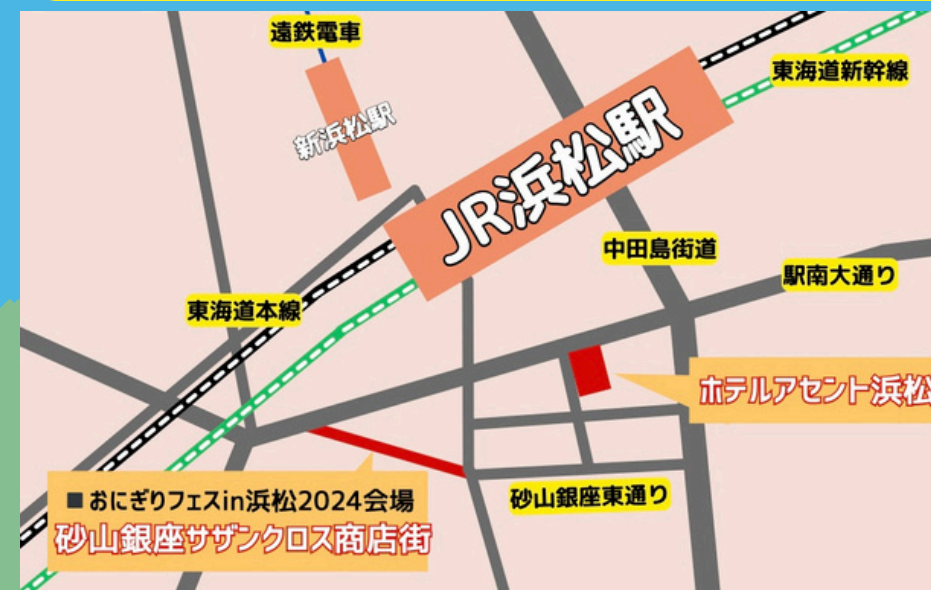 遠鉄電車
東海道新幹線
新浜松駅
JR浜松駅
中田島街道
駅南大通り
東海道本線
ホテルアセント浜松
■おにぎりフェスin浜松2024会場
砂山銀座サザンクロス商店街
砂山銀座東通り